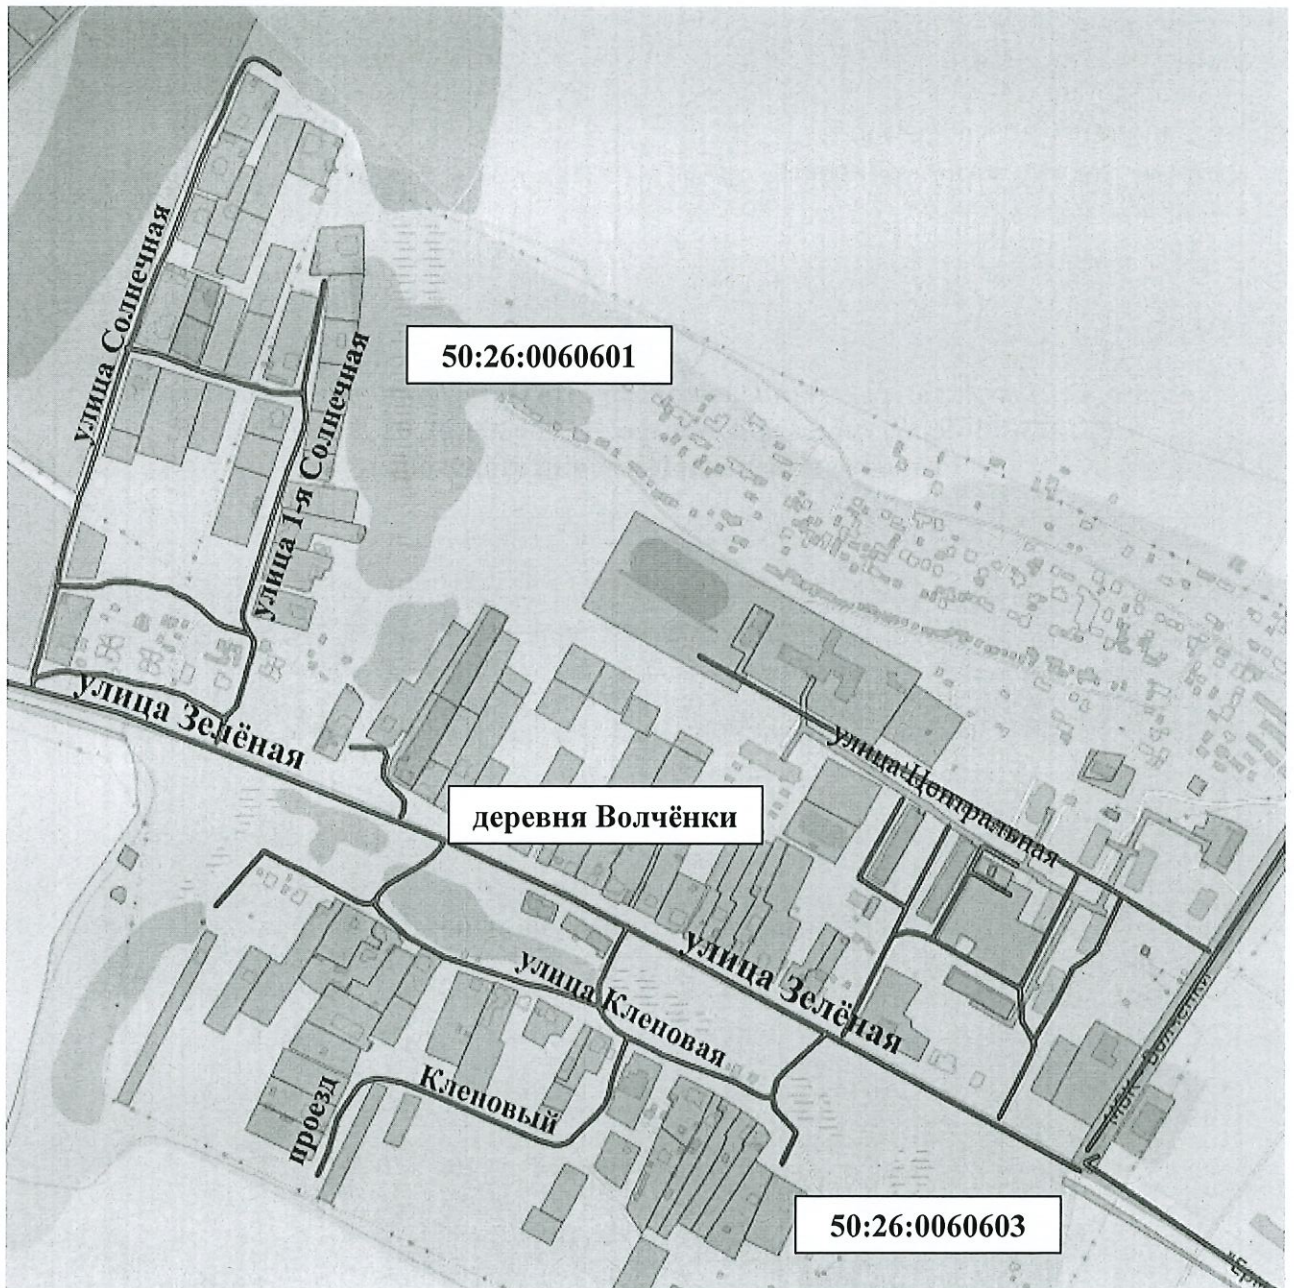 улица Солнечная
50:26:0060601
улица 1-я Солнечная
улица Зелёная
улица Центральная
деревня Волчёнки
улица Зелёная
улица Кленовая
Кленовый
проезд
50:26:0060603